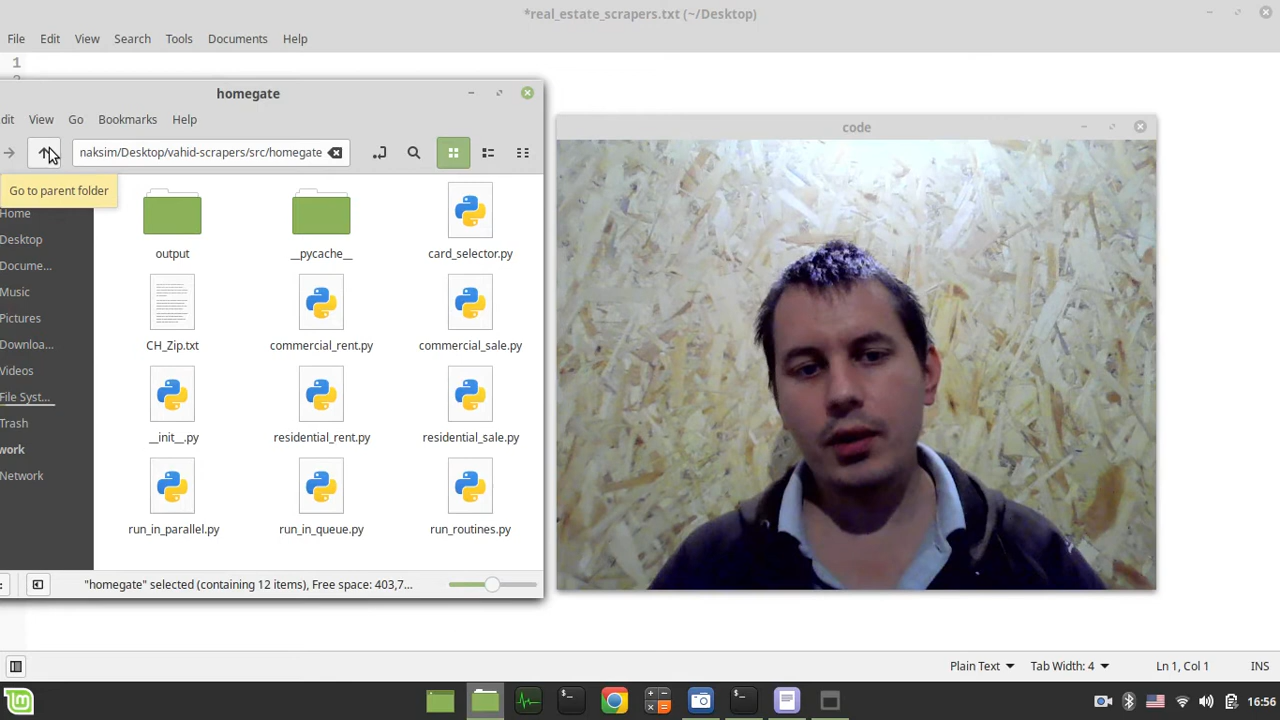 *real_estate_scrapers.txt (~/Desktop)
File Edit View Search Tools Documents Help
1
homegate
dit View Go Bookmarks Help
naksim/Desktop/vahid-scrapers/src/homegate
Go to parent folder
Home
Desktop
Docume...
Music
Pictures
Downloa...
Videos
File Syst...
Trash
work
Network
output
__pycache__
card_selector.py
CH_Zip.txt
commercial_rent.py
commercial_sale.py
__init__.py
residential_rent.py
residential_sale.py
run_in_parallel.py
run_in_queue.py
run_routines.py
"homegate" selected (containing 12 items), Free space: 403,7...
code
Plain Text Tab Width: 4 Ln 1, Col 1 INS
16:56